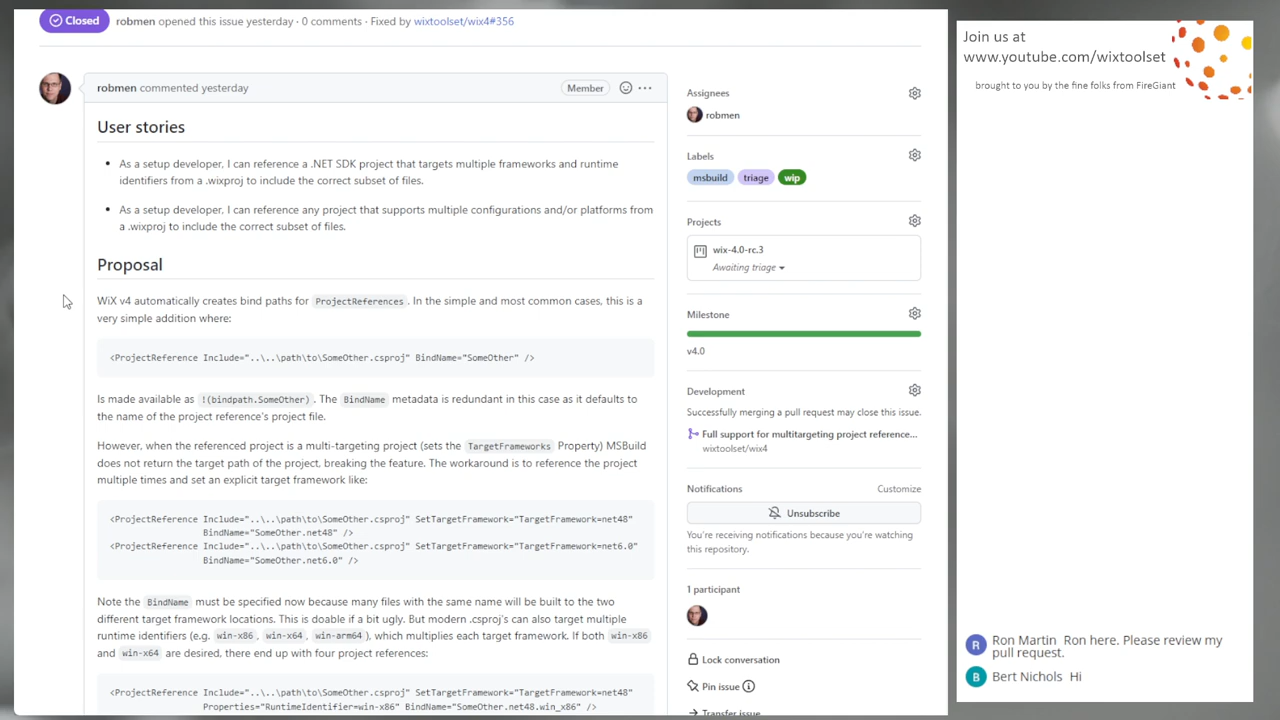 Closed
robmen opened this issue yesterday · 0 comments · Fixed by wixtoolset/wix4#356
robmen commented yesterday
Member
User stories
• As a setup developer, I can reference a .NET SDK project that targets multiple frameworks and runtime
identifiers from a .wixproj to include the correct subset of files.
• As a setup developer, I can reference any project that supports multiple configurations and/or platforms from
a .wixproj to include the correct subset of files.
Proposal
WiX v4 automatically creates bind paths for ProjectReferences. In the simple and most common cases, this is a
very simple addition where:
<ProjectReference Include="..\..\path\to\SomeOther.csproj" BindName="SomeOther" />
Is made available as !(bindpath.SomeOther). The BindName metadata is redundant in this case as it defaults to
the name of the project reference's project file.
However, when the referenced project is a multi-targeting project (sets the TargetFrameworks Property) MSBuild
does not return the target path of the project, breaking the feature. The workaround is to reference the project
multiple times and set an explicit target framework like:
<ProjectReference Include="..\..\path\to\SomeOther.csproj" SetTargetFramework="TargetFramework=net48"
BindName="SomeOther.net48" />
<ProjectReference Include="..\..\path\to\SomeOther.csproj" SetTargetFramework="TargetFramework=net6.0"
BindName="SomeOther.net6.0" />
Note the BindName must be specified now because many files with the same name will be built to the two
different target framework locations. This is doable if a bit ugly. But modern .csproj's can also target multiple
runtime identifiers (e.g. win-x86, win-x64, win-arm64), which multiplies each target framework. If both win-x86
and win-x64 are desired, there end up with four project references:
<ProjectReference Include="..\..\path\to\SomeOther.csproj" SetTargetFramework="TargetFramework=net48"
Properties="RuntimeIdentifier=win-x86" BindName="SomeOther.net48.win_x86" />
Assignees
robmen
Labels
msbuild triage wip
Projects
wix-4.0-rc.3
Awaiting triage
Milestone
v4.0
Development
Successfully merging a pull request may close this issue.
Full support for multitargeting project reference...
wixtoolset/wix4
Notifications
Customize
Unsubscribe
You're receiving notifications because you're watching
this repository.
1 participant
Lock conversation
Pin issue
Transfer issue
Join us at
www.youtube.com/wixtoolset
brought to you by the fine folks from FireGiant
R Ron Martin Ron here. Please review my
pull request.
B Bert Nichols Hi